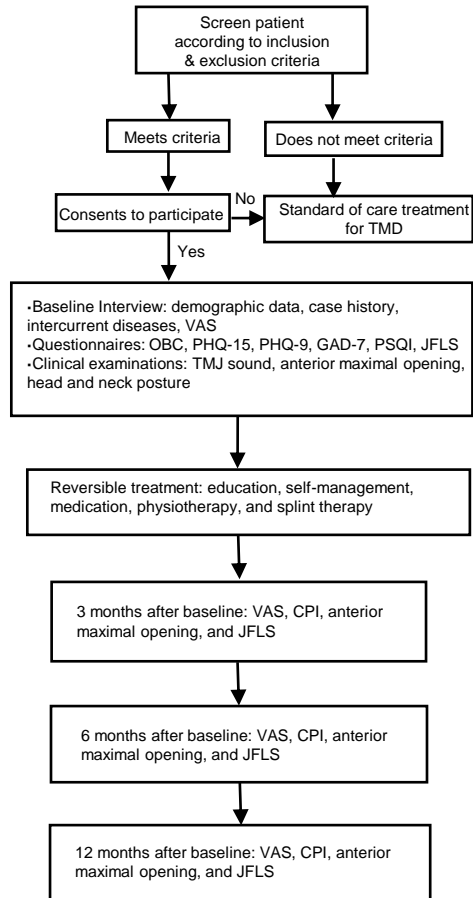 Screen patient
according to inclusion
& exclusion criteria
Meets criteria
Does not meet criteria
Consents to participate
No
Standard of care treatment
for TMD
Yes
•Baseline Interview: demographic data, case history,
intercurrent diseases, VAS
•Questionnaires: OBC, PHQ-15, PHQ-9, GAD-7, PSQI, JFLS
•Clinical examinations: TMJ sound, anterior maximal opening,
head and neck posture
Reversible treatment: education, self-management,
medication, physiotherapy, and splint therapy
3 months after baseline: VAS, CPI, anterior
maximal opening, and JFLS
6 months after baseline: VAS, CPI, anterior
maximal opening, and JFLS
12 months after baseline: VAS, CPI, anterior
maximal opening, and JFLS